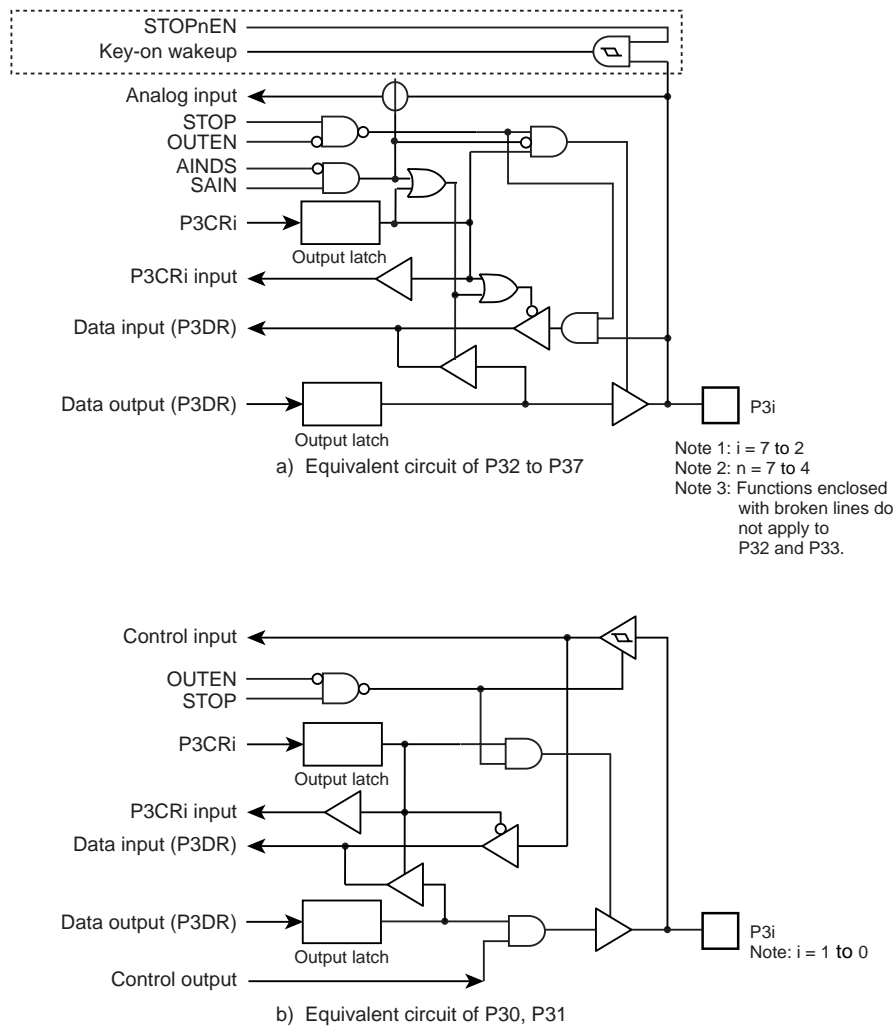 STOPnEN
Key-on wakeup
Analog input
STOP
OUTEN
AINDS
SAIN
P3CRi
Output latch
P3CRi input
Data input (P3DR)
Data output (P3DR)
Output latch
P3i
a) Equivalent circuit of P32 to P37
Note 1: i = 7 to 2
Note 2: n = 7 to 4
Note 3: Functions enclosed
with broken lines do
not apply to
P32 and P33.
Control input
OUTEN
STOP
P3CRi
Output latch
P3CRi input
Data input (P3DR)
Data output (P3DR)
Output latch
Control output
P3i
Note: i = 1 to 0
b) Equivalent circuit of P30, P31